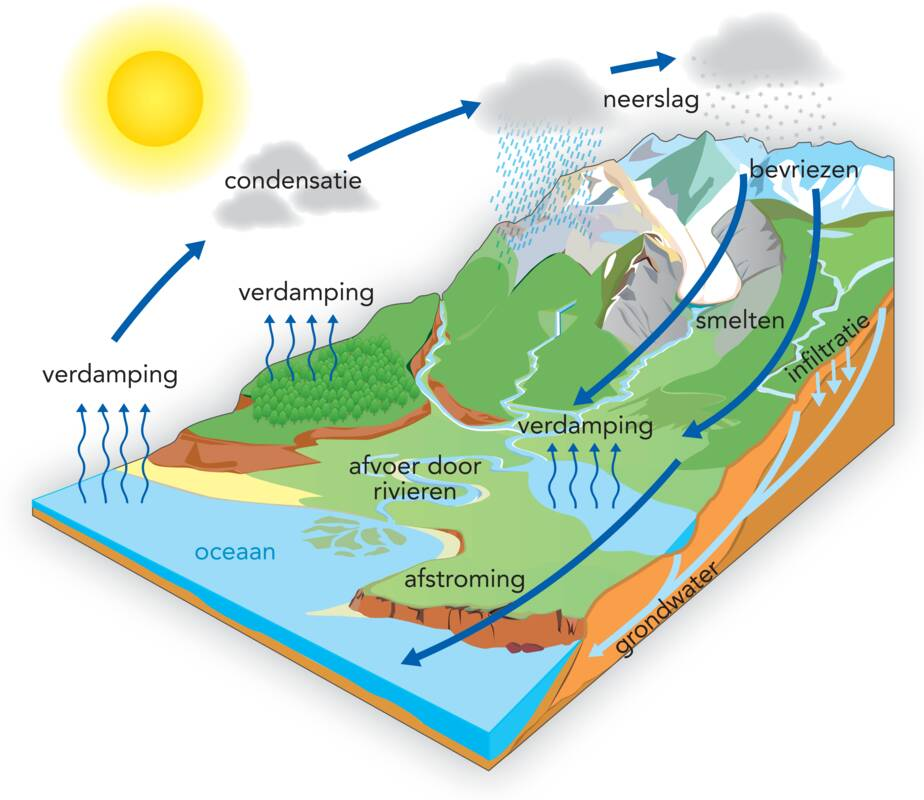 neerslag
bevriezen
condensatie
verdamping
smelten
infiltratie
verdamping
verdamping
afvoer door
rivieren
oceaan
afstroming
grondwater